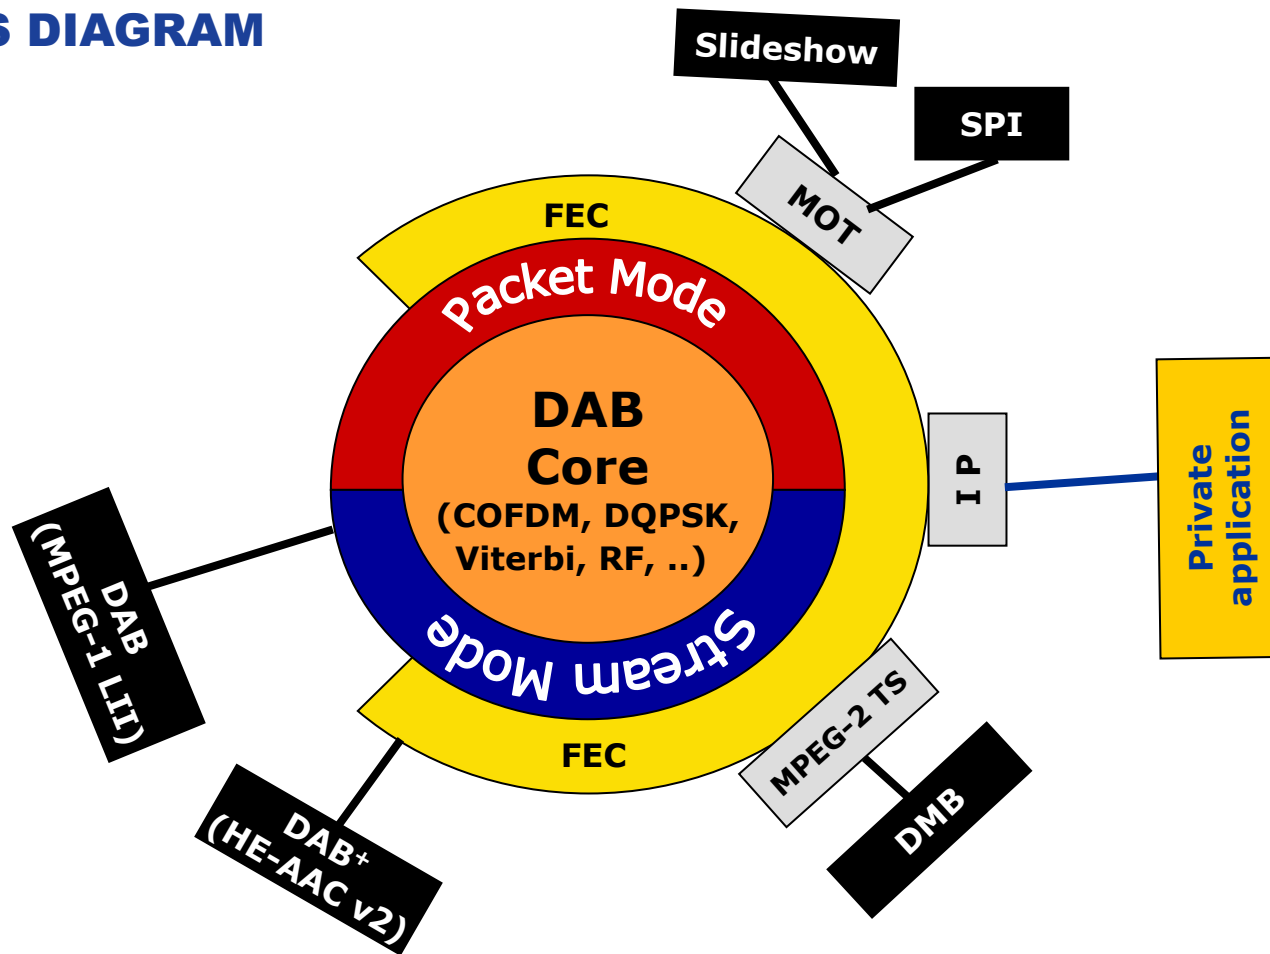 S DIAGRAM
Slideshow
SPI
MOT
FEC
Packet Mode
DAB
Core
(COFDM, DQPSK,
Viterbi, RF, ..)
I P
Private
application
Stream Mode
FEC
MPEG-2 TS
DMB
DAB
(MPEG-1 LII)
DAB+
(HE-AAC v2)